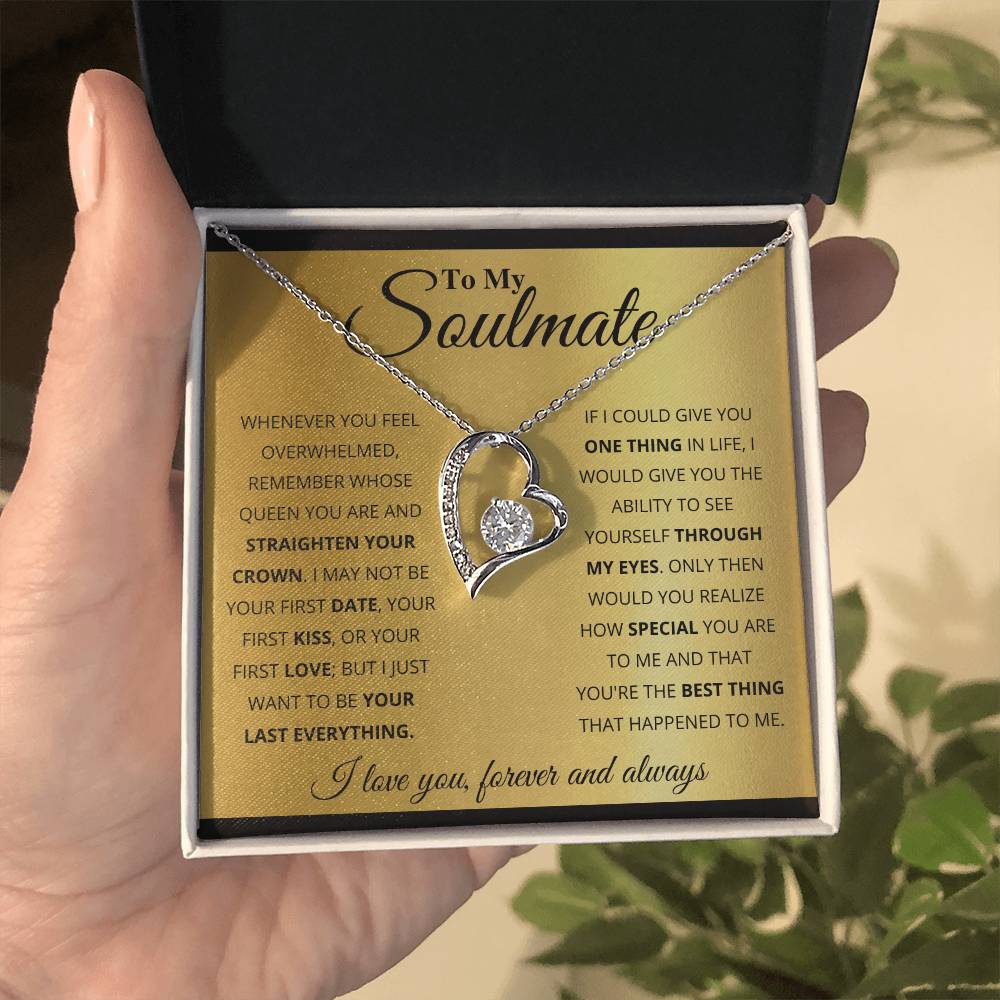 To My
Soulmate
WHENEVER YOU FEEL
OVERWHELMED,
REMEMBER WHOSE
QUEEN YOU ARE AND
STRAIGHTEN YOUR
CROWN. I MAY NOT BE
YOUR FIRST DATE, YOUR
FIRST KISS, OR YOUR
FIRST LOVE; BUT I JUST
WANT TO BE YOUR
LAST EVERYTHING.
IF I COULD GIVE YOU
ONE THING IN LIFE, I
WOULD GIVE YOU THE
ABILITY TO SEE
YOURSELF THROUGH
MY EYES. ONLY THEN
WOULD YOU REALIZE
HOW SPECIAL YOU ARE
TO ME AND THAT
YOU'RE THE BEST THING
THAT HAPPENED TO ME.
I love you, forever and always